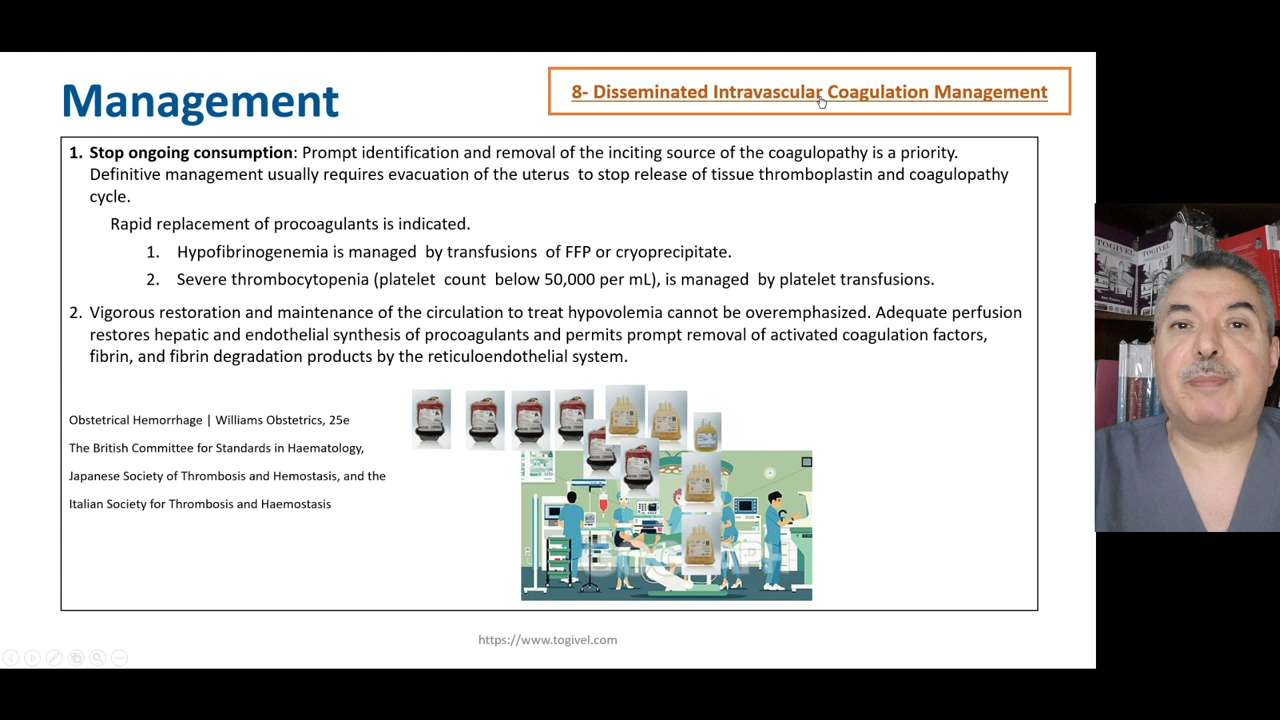 Management
8- Disseminated Intravascular Coagulation Management
1. Stop ongoing consumption: Prompt identification and removal of the inciting source of the coagulopathy is a priority.
Definitive management usually requires evacuation of the uterus to stop release of tissue thromboplastin and coagulopathy
cycle.
Rapid replacement of procoagulants is indicated.
1. Hypofibrinogenemia is managed by transfusions of FFP or cryoprecipitate.
2. Severe thrombocytopenia (platelet count below 50,000 per mL), is managed by platelet transfusions.
2. Vigorous restoration and maintenance of the circulation to treat hypovolemia cannot be overemphasized. Adequate perfusion
restores hepatic and endothelial synthesis of procoagulants and permits prompt removal of activated coagulation factors,
fibrin, and fibrin degradation products by the reticuloendothelial system.
Obstetrical Hemorrhage | Williams Obstetrics, 25e
The British Committee for Standards in Haematology,
Japanese Society of Thrombosis and Hemostasis, and the
Italian Society for Thrombosis and Haemostasis
https://www.togivel.com
TOGIVEL